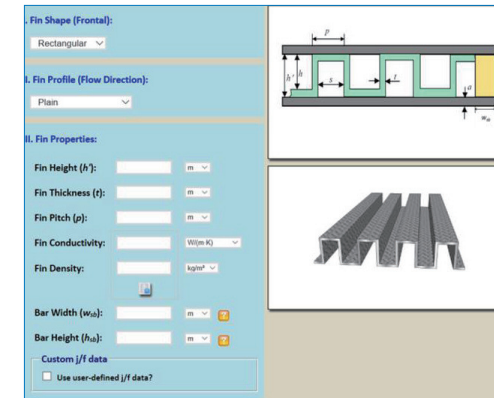 . Fin Shape (Frontal):
Rectangular
I. Fin Profile (Flow Direction):
Plain
II. Fin Properties:
Fin Height (h'): m
Fin Thickness (t): m
Fin Pitch (p): m
Fin Conductivity: W/(m K)
Fin Density: kg/m³
Bar Width (wsb): m
Bar Height (hsb): m
Custom j/f data
Use user-defined j/f data?
p
h' h s t a
wsb